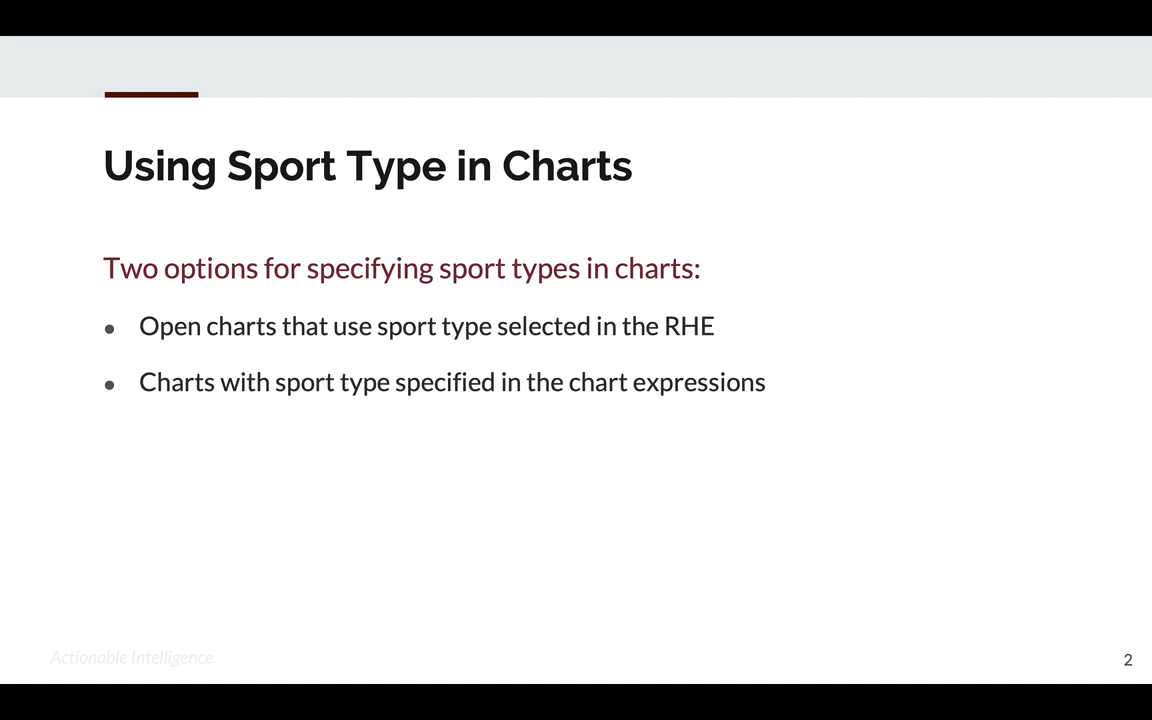 Using Sport Type in Charts
Two options for specifying sport types in charts:
● Open charts that use sport type selected in the RHE
● Charts with sport type specified in the chart expressions
Actionable Intelligence
2